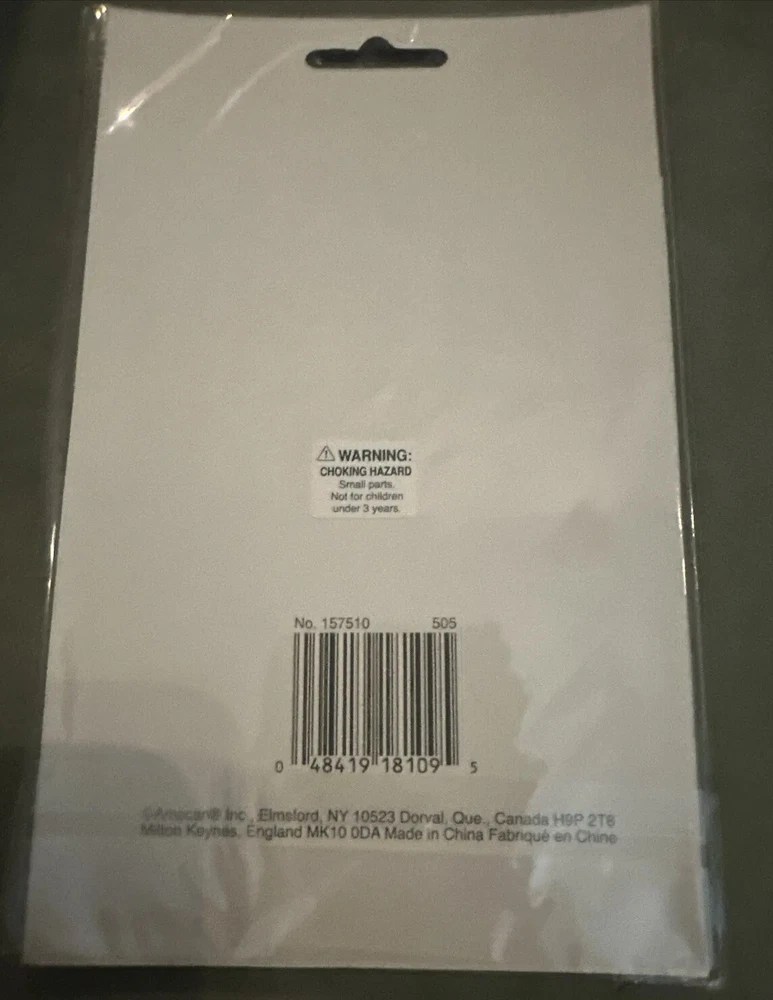 ⚠ WARNING:
CHOKING HAZARD
Small parts.
Not for children
under 3 years.
No. 157510 505
0 48419 18109 5
©Amscan® Inc., Elmsford, NY 10523 Dorval, Que., Canada H9P 2T6
Milton Keynes, England MK10 0DA Made in China Fabriqué en Chine